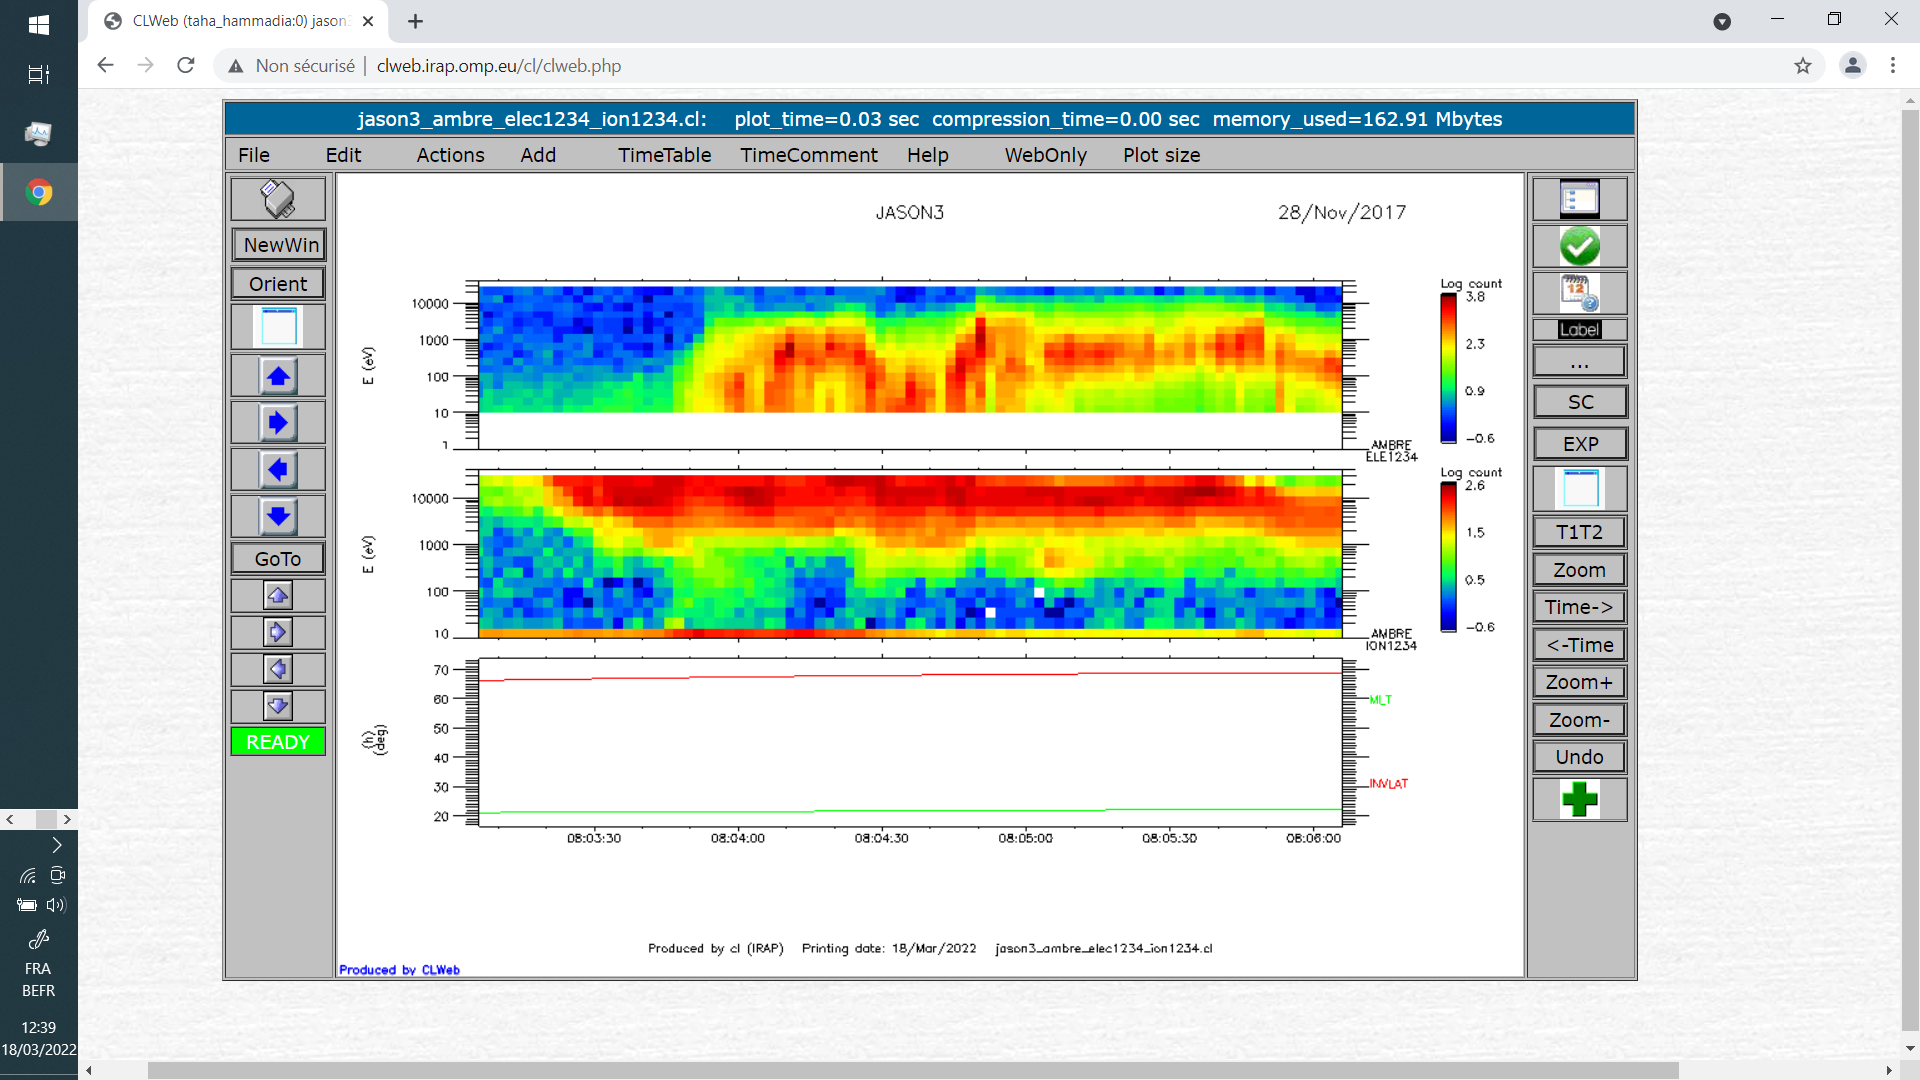 CLWeb (taha_hammadia:0) jason
Non sécurisé | clweb.irap.omp.eu/cl/clweb.php
jason3_ambre_elec1234_ion1234.cl: plot_time=0.03 sec compression_time=0.00 sec memory_used=162.91 Mbytes
File Edit Actions Add TimeTable TimeComment Help WebOnly Plot size
NewWin
Orient
GoTo
READY
JASON3 28/Nov/2017
Log count
3.8
2.3
0.9
-0.6
10000
1000
100
10
1
E (eV)
AMBRE
ELE1234
Log count
2.6
1.5
0.5
-0.6
10000
1000
100
10
E (eV)
AMBRE
ION1234
70
60
50
40
30
20
(h)
(deg)
MLT
INVLAT
08:03:30 08:04:00 08:04:30 08:05:00 08:05:30 08:06:00
Produced by cl (IRAP) Printing date: 18/Mar/2022 jason3_ambre_elec1234_ion1234.cl
Produced by CLWeb
12
Label
...
SC
EXP
T1T2
Zoom
Time->
<-Time
Zoom+
Zoom-
Undo
FRA
BEFR
12:39
18/03/2022